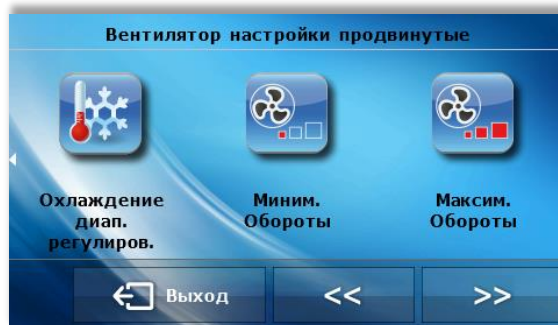 Вентилятор настройки продвинутые
Охлаждение
диап.
регулиров.
Миним.
Обороты
Максим.
Обороты
Выход
<<
>>